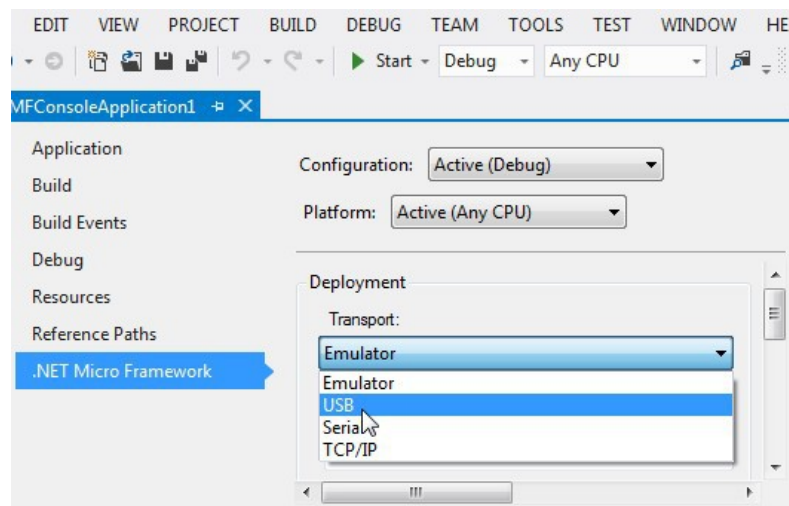 EDIT VIEW PROJECT BUILD DEBUG TEAM TOOLS TEST WINDOW HE
Start Debug Any CPU
MFConsoleApplication1
Application
Build
Build Events
Debug
Resources
Reference Paths
.NET Micro Framework
Configuration: Active (Debug)
Platform: Active (Any CPU)
Deployment
Transport:
Emulator
Emulator
USB
Serial
TCP/IP